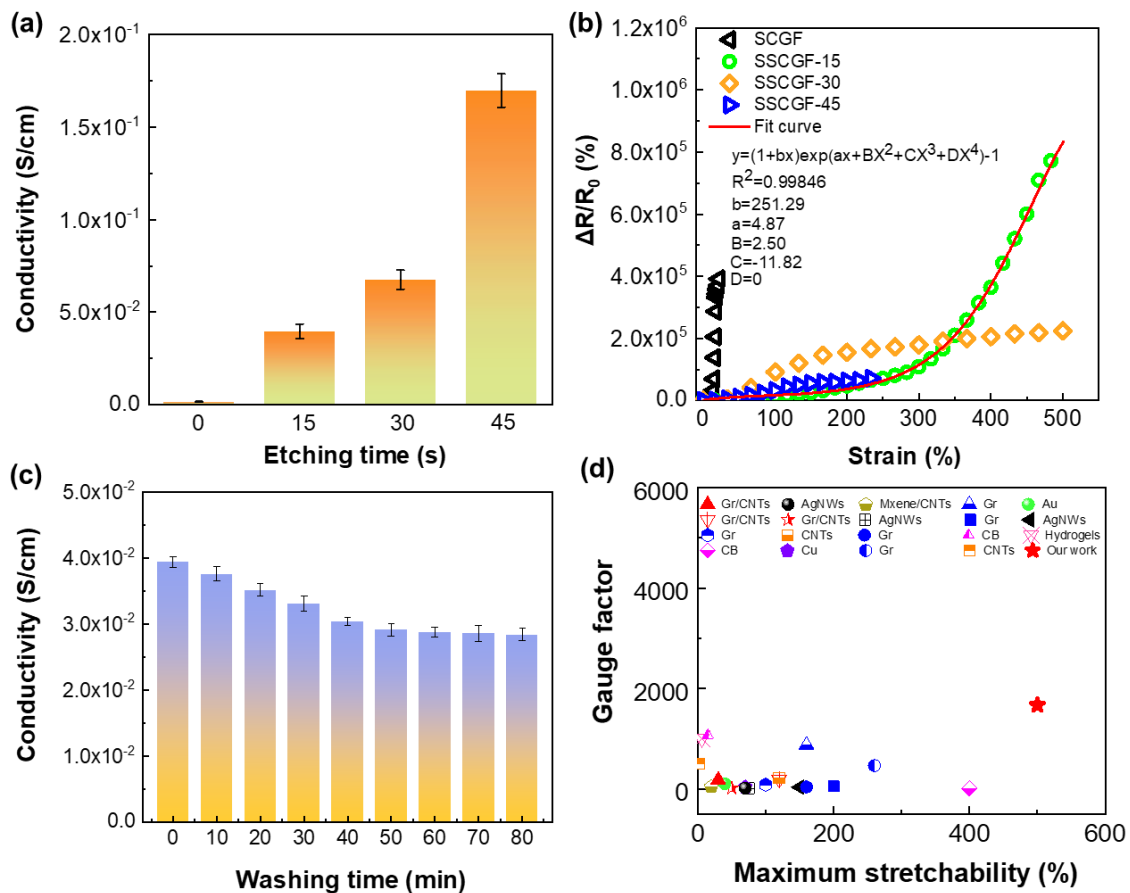 (a)
2.0x10-1
1.5x10-1
1.0x10-1
5.0x10-2
0.0
Conductivity (S/cm)
0 15 30 45
Etching time (s)
(b)
1.2x10⁶
1.0x10⁶
8.0x10⁵
6.0x10⁵
4.0x10⁵
2.0x10⁵
0.0
ΔR/R₀ (%)
SCGF
SSCGF-15
SSCGF-30
SSCGF-45
Fit curve
y=(1+bx)exp(ax+BX²+CX³+DX⁴)-1
R²=0.99846
b=251.29
a=4.87
B=2.50
C=-11.82
D=0
0 100 200 300 400 500
Strain (%)
(c)
5.0x10-2
4.0x10-2
3.0x10-2
2.0x10-2
1.0x10-2
0.0
Conductivity (S/cm)
0 10 20 30 40 50 60 70 80
Washing time (min)
(d)
6000
4000
2000
0
Gauge factor
Gr/CNTs AgNWs Mxene/CNTs Gr Au
Gr/CNTs Gr/CNTs AgNWs Gr AgNWs
Gr CNTs Gr CB Hydrogels
CB Cu Gr CNTs Our work
0 200 400 600
Maximum stretchability (%)